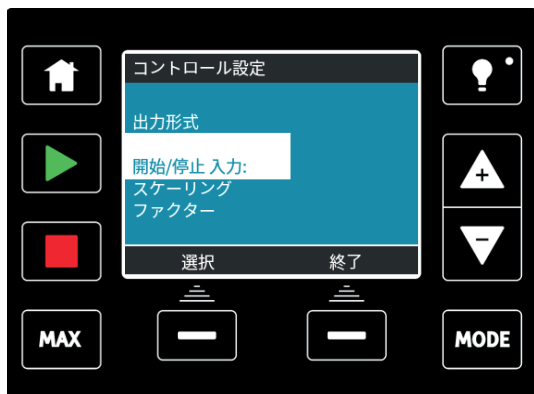 コントロール設定
出力形式
開始/停止 入力:
スケーリング
ファクター
選択 終了
+
-
MAX
MODE